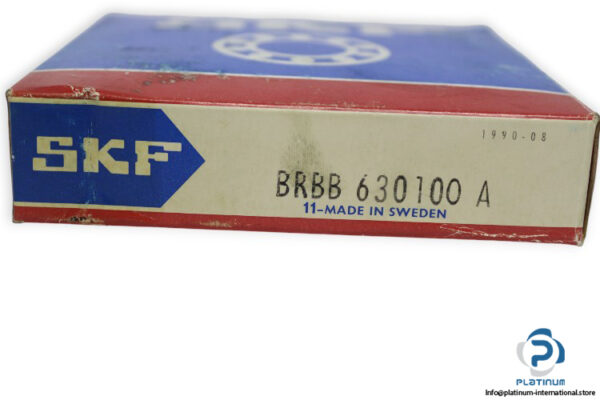 1990-08
SKF
BRBB 630100 A
11-MADE IN SWEDEN
PLATINUM
Info@platinum-international.store